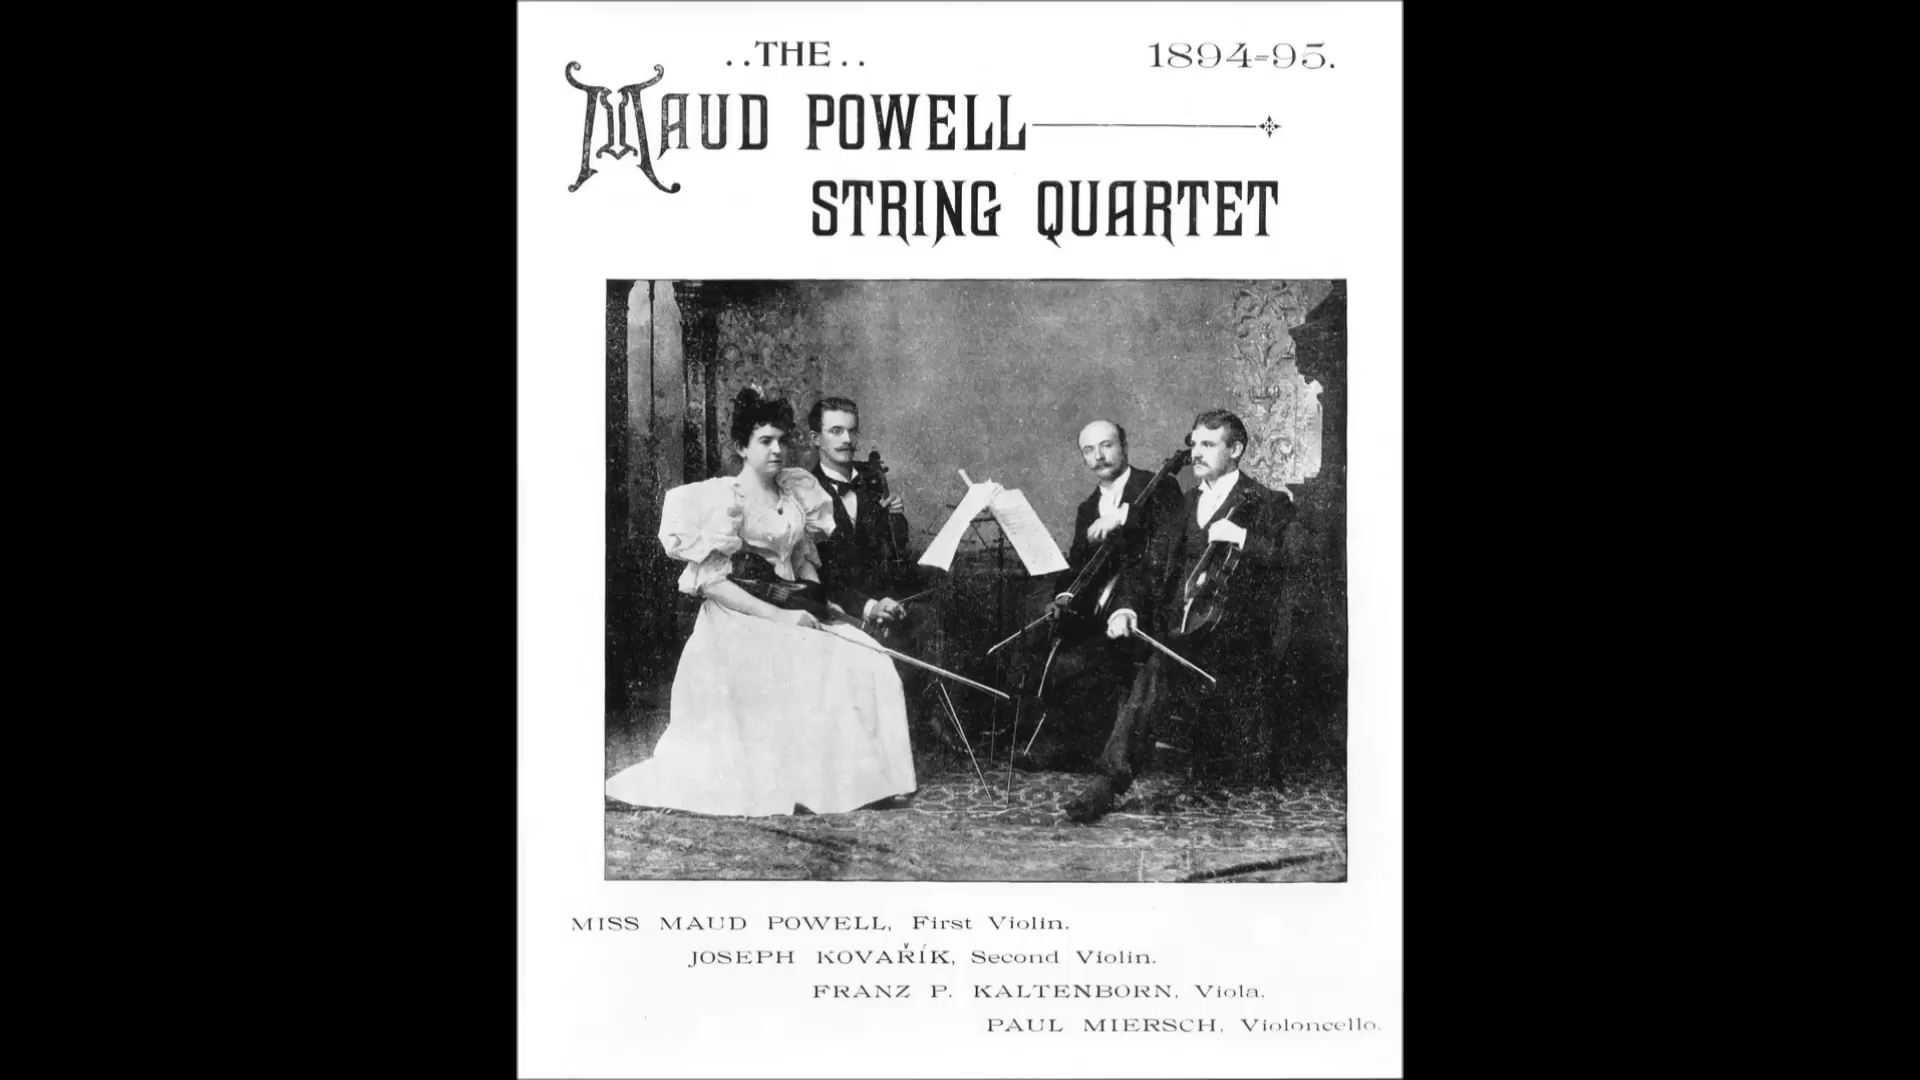 ..THE.. 1894-95.
MAUD POWELL
STRING QUARTET
MISS MAUD POWELL, First Violin.
JOSEPH KOVAŘÍK, Second Violin.
FRANZ P. KALTENBORN, Viola.
PAUL MIERSCH, Violoncello.